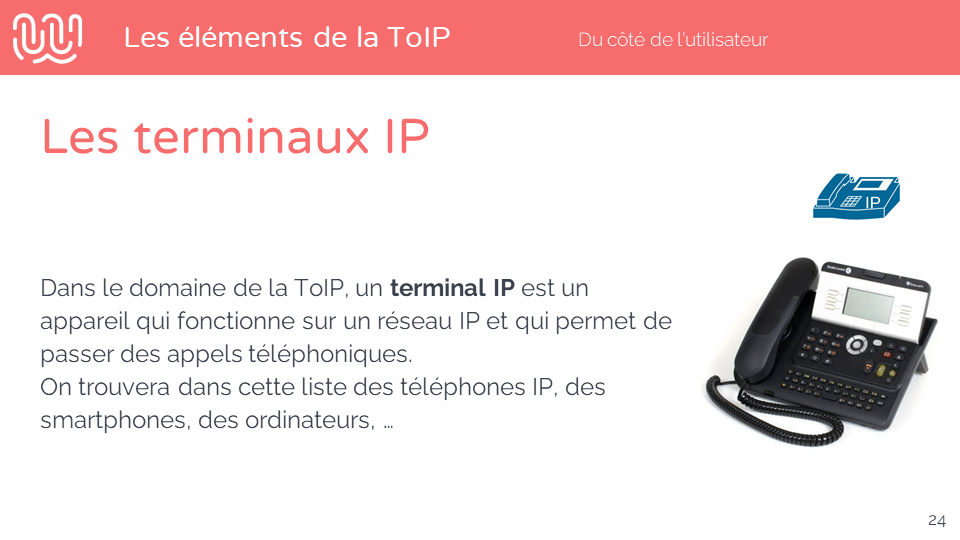 Les éléments de la ToIP
Du côté de l'utilisateur
Les terminaux IP
IP
Dans le domaine de la ToIP, un terminal IP est un
appareil qui fonctionne sur un réseau IP et qui permet de
passer des appels téléphoniques.
On trouvera dans cette liste des téléphones IP, des
smartphones, des ordinateurs, ...
24